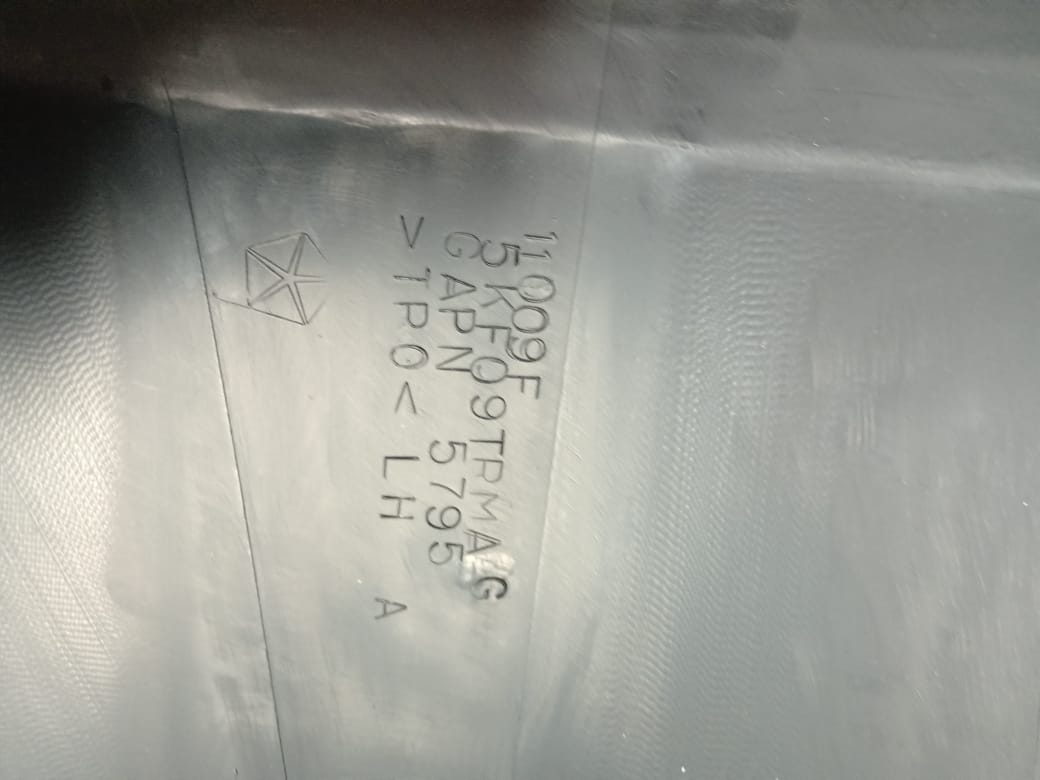 11009F
5KF09TRMAG
GAPN 5795
>TPO< LH A